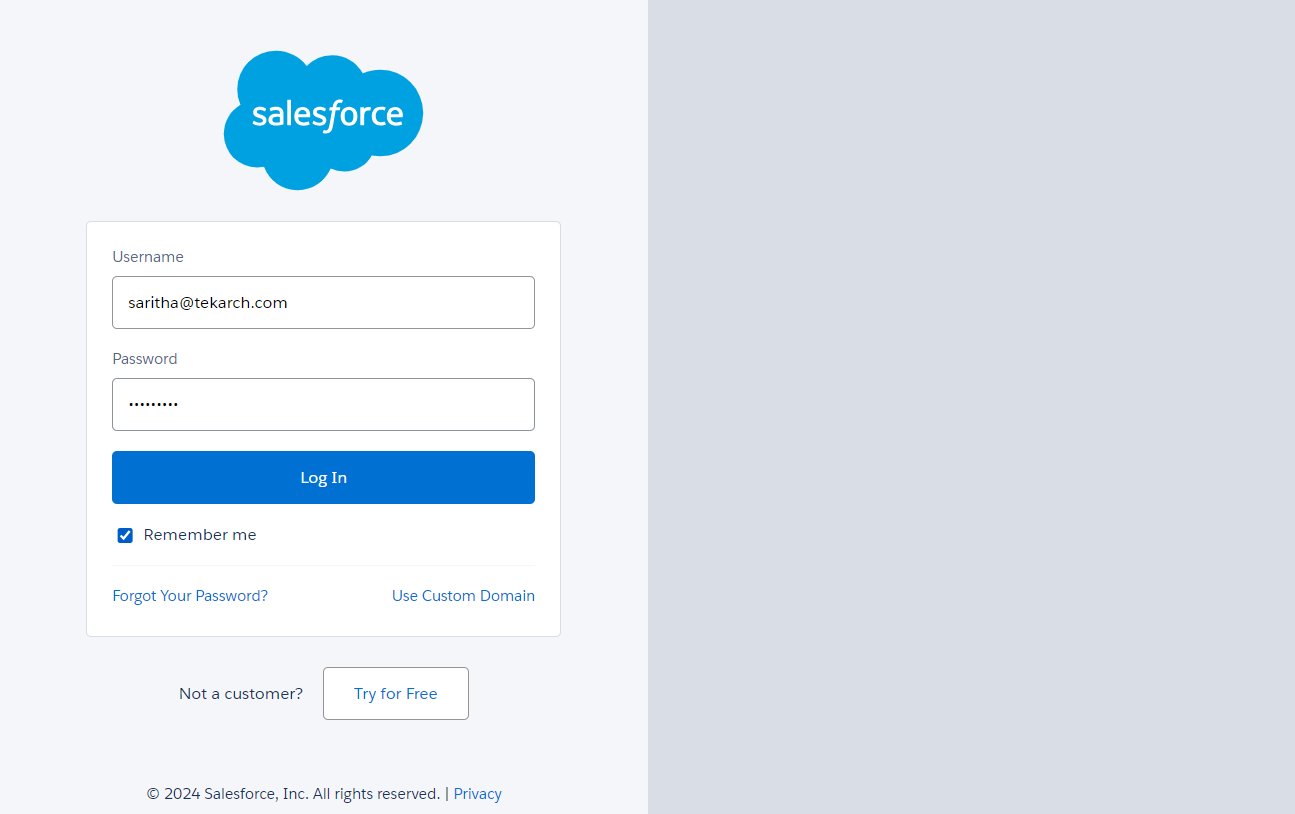 salesforce
Username
saritha@tekarch.com
Password
•••••••••
Log In
Remember me
Forgot Your Password? Use Custom Domain
Not a customer? Try for Free
© 2024 Salesforce, Inc. All rights reserved. | Privacy